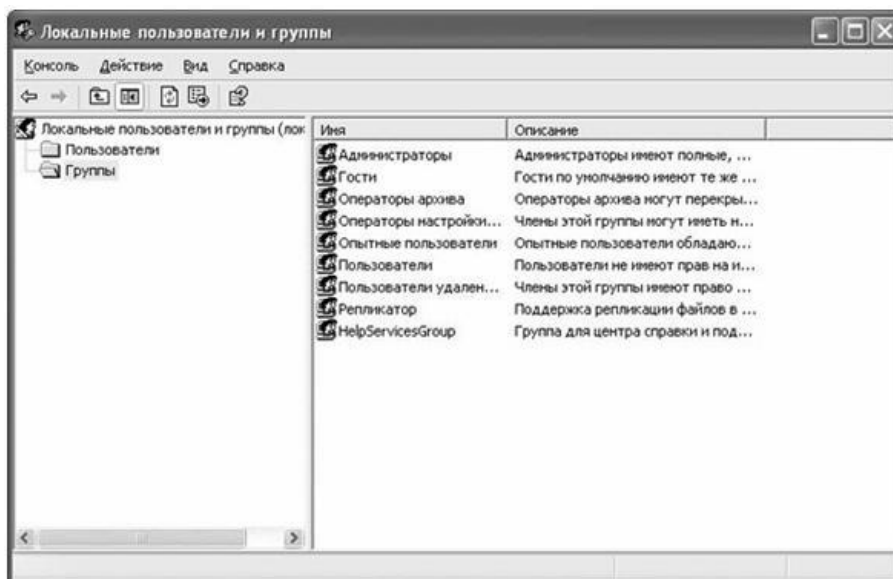 Локальные пользователи и группы
Консоль Действие Вид Справка
Локальные пользователи и группы (лок
Пользователи
Группы
Имя Описание
Администраторы Администраторы имеют полные, ...
Гости Гости по умолчанию имеют те же ...
Операторы архива Операторы архива могут перекры...
Операторы настройки... Члены этой группы могут иметь н...
Опытные пользователи Опытные пользователи обладаю...
Пользователи Пользователи не имеют прав на и...
Пользователи удален... Члены этой группы имеют право ...
Репликатор Поддержка репликации файлов в ...
HelpServicesGroup Группа для центра справки и под...